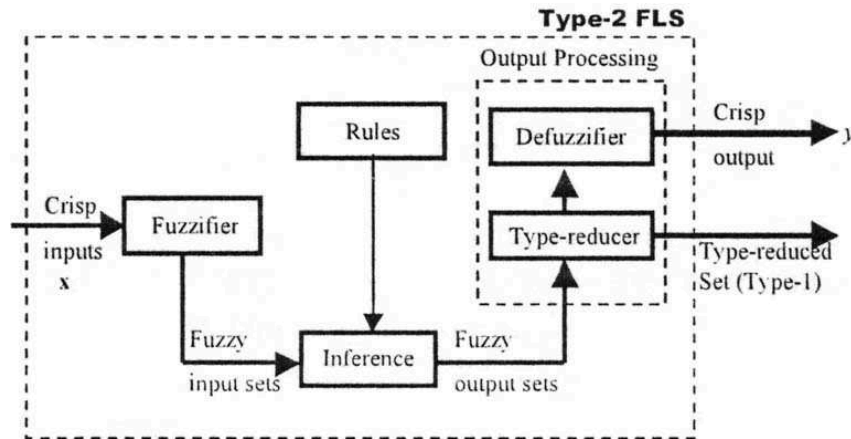 Type-2 FLS
Output Processing
Rules
Defuzzifier
Crisp
output
y
Crisp
inputs
x
Fuzzifier
Type-reducer
Type-reduced
Set (Type-1)
Fuzzy
input sets
Inference
Fuzzy
output sets